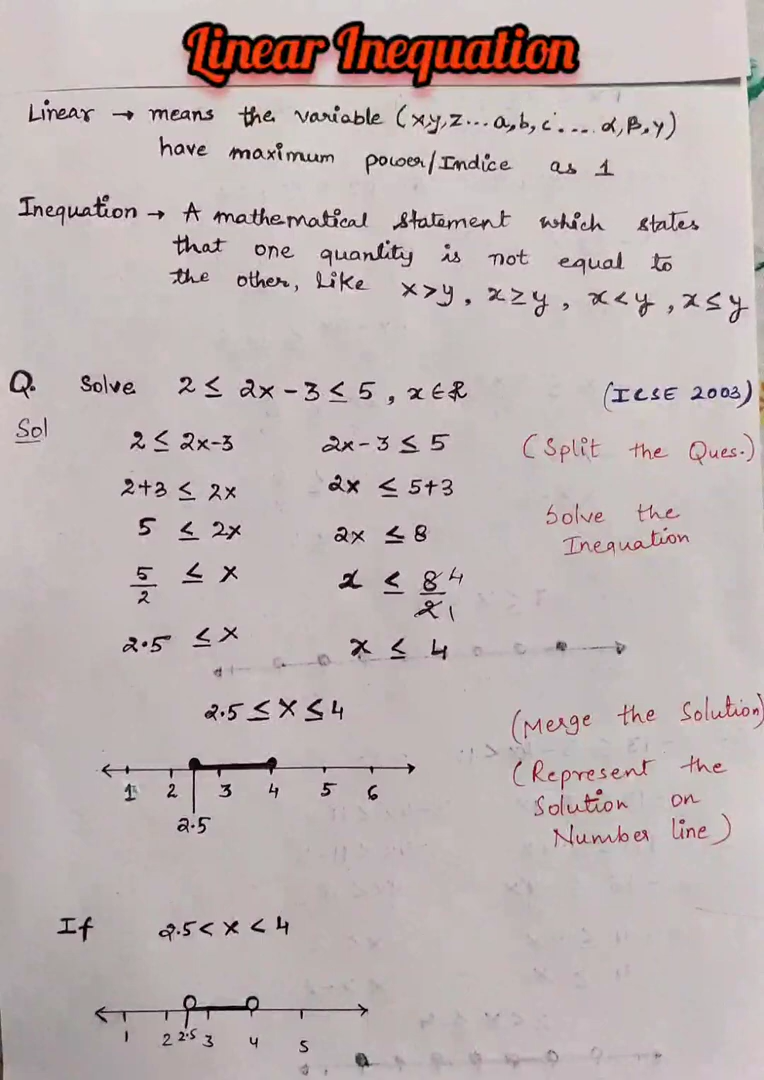 Linear Inequation
Linear → means the variable (x,y,z...a,b,c.... α,β,γ)
have maximum power/Indice as 1
Inequation → A mathematical statement which states
that one quantity is not equal to
the other, Like x>y, x≥y, x<y, x≤y
Q. Solve 2 ≤ 2x-3 ≤ 5, x∈R (ICSE 2003)
Sol
2 ≤ 2x-3 2x-3 ≤ 5 (Split the Ques.)
2+3 ≤ 2x 2x ≤ 5+3
5 ≤ 2x 2x ≤ 8 Solve the
Inequation
5/2 ≤ x x ≤ 8/2 4 1
2.5 ≤ x x ≤ 4
2.5 ≤ x ≤ 4 (Merge the Solution)
1 2 3 4 5 6
2.5
(Represent the
Solution on
Number line)
If 2.5 < x < 4
1 2 2.5 3 4 5